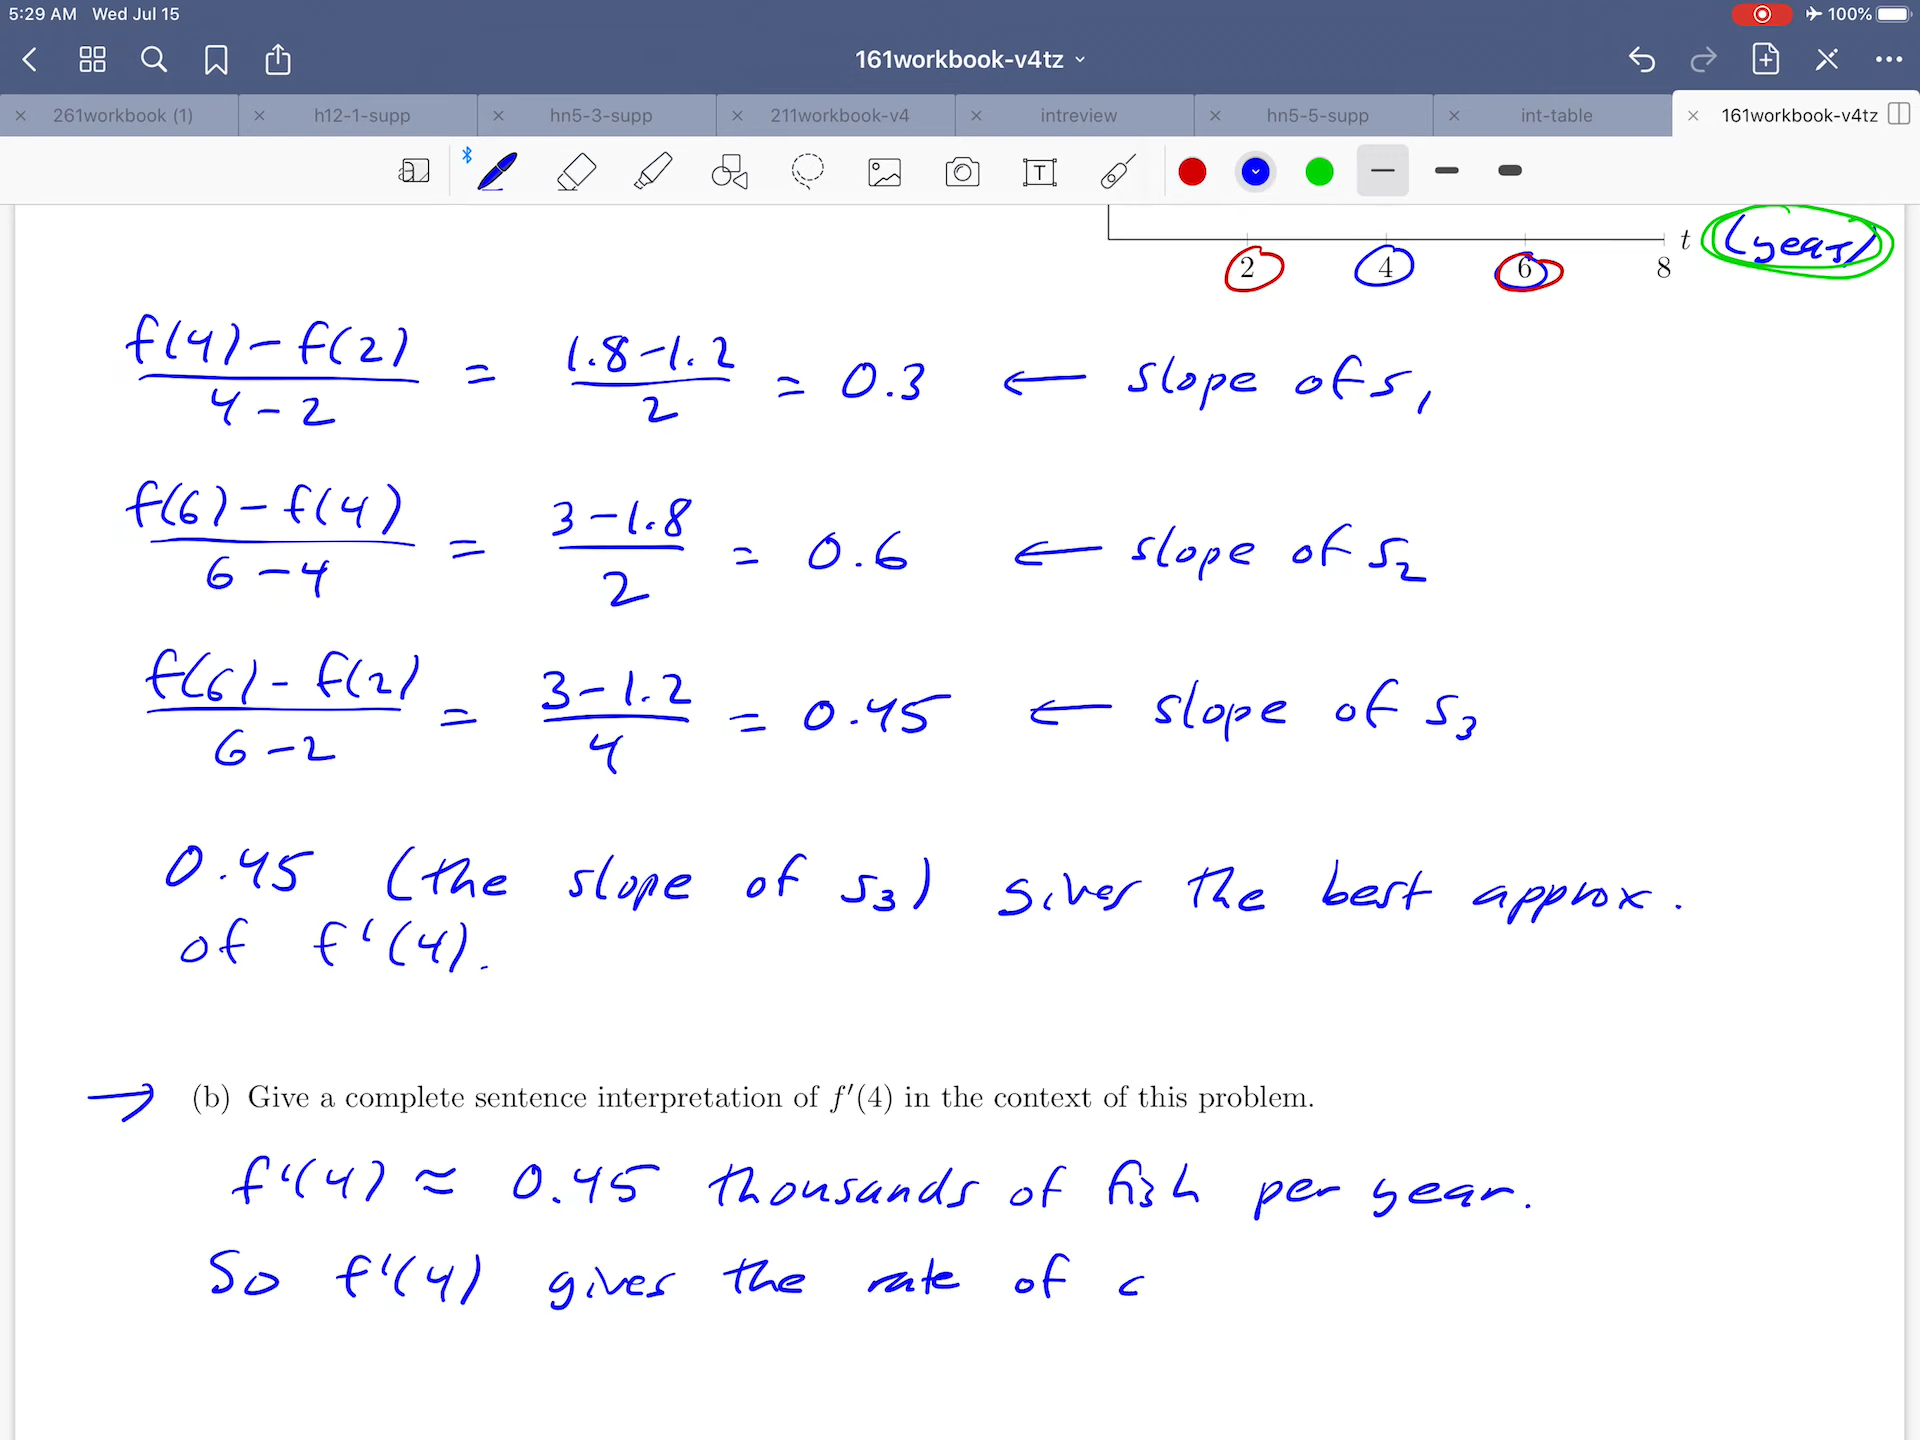 5:29 AM Wed Jul 15
100%
161workbook-v4tz
261workbook (1)
h12-1-supp
hn5-3-supp
211workbook-v4
intreview
hn5-5-supp
int-table
161workbook-v4tz
a
T
t (years)
2 4 6 8
f(4)-f(2) / 4-2 = 1.8-1.2 / 2 = 0.3 ← slope of s₁
f(6)-f(4) / 6-4 = 3-1.8 / 2 = 0.6 ← slope of s₂
f(6)-f(2) / 6-2 = 3-1.2 / 4 = 0.45 ← slope of s₃
0.45 (the slope of s₃) gives the best approx.
of f'(4).
→ (b) Give a complete sentence interpretation of f′(4) in the context of this problem.
f'(4) ≈ 0.45 thousands of fish per year.
So f'(4) gives the rate of c